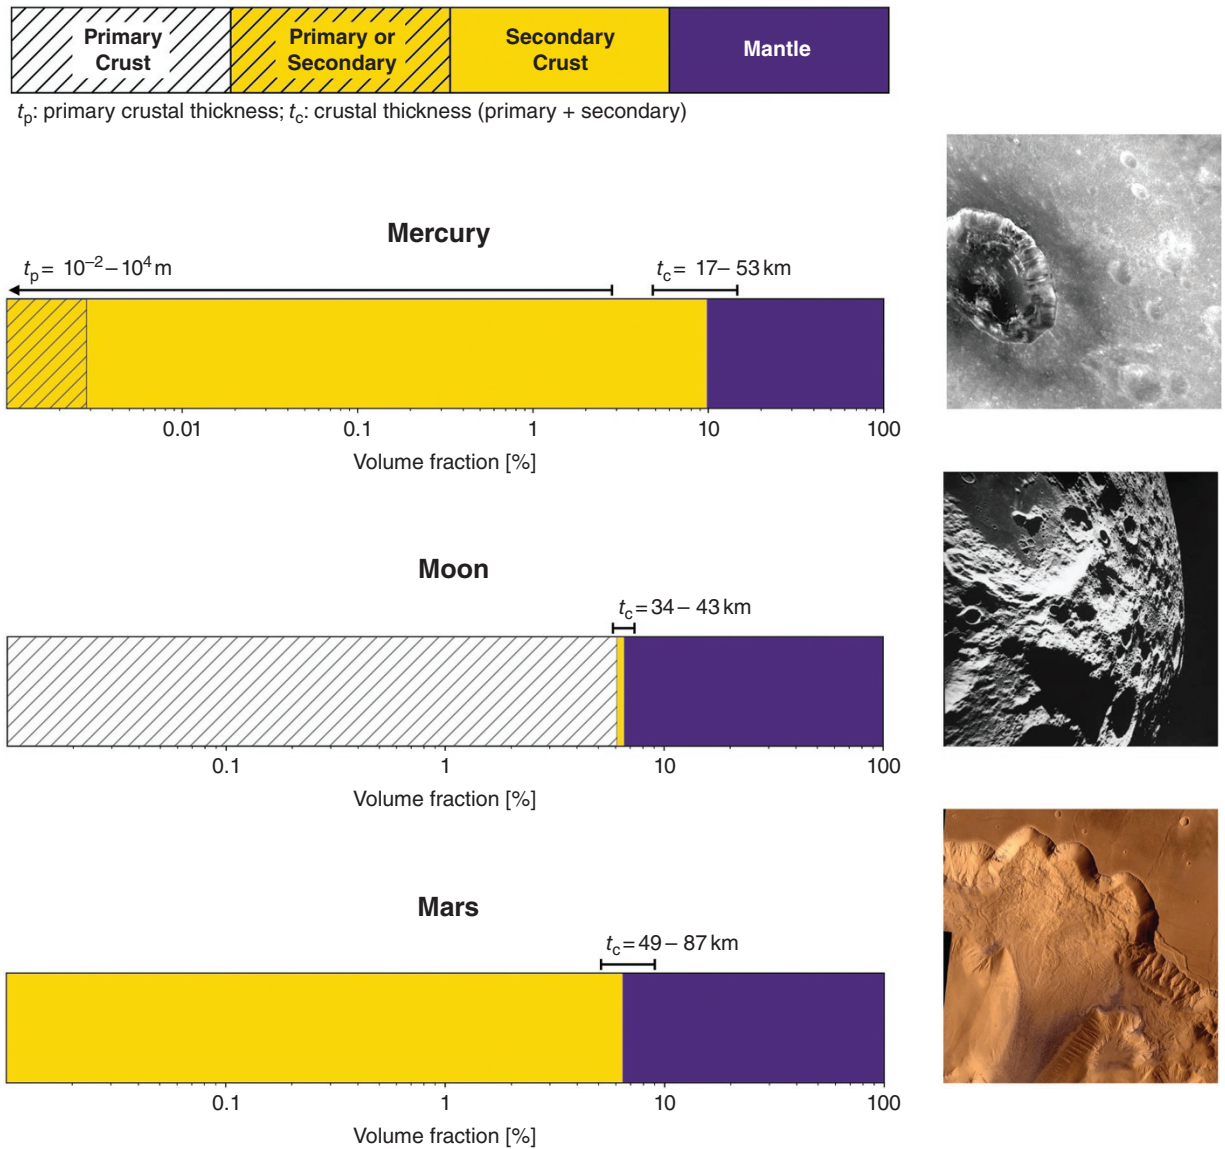 Primary
Crust
Primary or
Secondary
Secondary
Crust
Mantle
tp: primary crustal thickness; tc: crustal thickness (primary + secondary)
Mercury
tp = 10−2 – 104 m
tc = 17 – 53 km
0.01 0.1 1 10 100
Volume fraction [%]
Moon
tc = 34 – 43 km
0.1 1 10 100
Volume fraction [%]
Mars
tc = 49 – 87 km
0.1 1 10 100
Volume fraction [%]